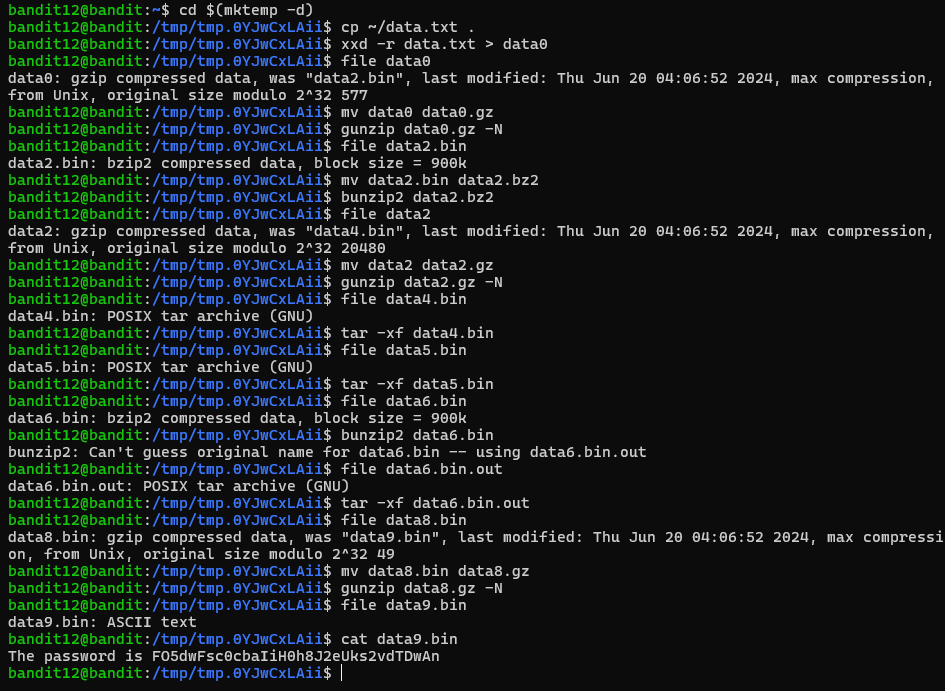 bandit12@bandit:~$ cd $(mktemp -d)
bandit12@bandit:/tmp/tmp.0YJwCxLAii$ cp ~/data.txt .
bandit12@bandit:/tmp/tmp.0YJwCxLAii$ xxd -r data.txt > data0
bandit12@bandit:/tmp/tmp.0YJwCxLAii$ file data0
data0: gzip compressed data, was "data2.bin", last modified: Thu Jun 20 04:06:52 2024, max compression,
from Unix, original size modulo 2^32 577
bandit12@bandit:/tmp/tmp.0YJwCxLAii$ mv data0 data0.gz
bandit12@bandit:/tmp/tmp.0YJwCxLAii$ gunzip data0.gz -N
bandit12@bandit:/tmp/tmp.0YJwCxLAii$ file data2.bin
data2.bin: bzip2 compressed data, block size = 900k
bandit12@bandit:/tmp/tmp.0YJwCxLAii$ mv data2.bin data2.bz2
bandit12@bandit:/tmp/tmp.0YJwCxLAii$ bunzip2 data2.bz2
bandit12@bandit:/tmp/tmp.0YJwCxLAii$ file data2
data2: gzip compressed data, was "data4.bin", last modified: Thu Jun 20 04:06:52 2024, max compression,
from Unix, original size modulo 2^32 20480
bandit12@bandit:/tmp/tmp.0YJwCxLAii$ mv data2 data2.gz
bandit12@bandit:/tmp/tmp.0YJwCxLAii$ gunzip data2.gz -N
bandit12@bandit:/tmp/tmp.0YJwCxLAii$ file data4.bin
data4.bin: POSIX tar archive (GNU)
bandit12@bandit:/tmp/tmp.0YJwCxLAii$ tar -xf data4.bin
bandit12@bandit:/tmp/tmp.0YJwCxLAii$ file data5.bin
data5.bin: POSIX tar archive (GNU)
bandit12@bandit:/tmp/tmp.0YJwCxLAii$ tar -xf data5.bin
bandit12@bandit:/tmp/tmp.0YJwCxLAii$ file data6.bin
data6.bin: bzip2 compressed data, block size = 900k
bandit12@bandit:/tmp/tmp.0YJwCxLAii$ bunzip2 data6.bin
bunzip2: Can't guess original name for data6.bin -- using data6.bin.out
bandit12@bandit:/tmp/tmp.0YJwCxLAii$ file data6.bin.out
data6.bin.out: POSIX tar archive (GNU)
bandit12@bandit:/tmp/tmp.0YJwCxLAii$ tar -xf data6.bin.out
bandit12@bandit:/tmp/tmp.0YJwCxLAii$ file data8.bin
data8.bin: gzip compressed data, was "data9.bin", last modified: Thu Jun 20 04:06:52 2024, max compressi
on, from Unix, original size modulo 2^32 49
bandit12@bandit:/tmp/tmp.0YJwCxLAii$ mv data8.bin data8.gz
bandit12@bandit:/tmp/tmp.0YJwCxLAii$ gunzip data8.gz -N
bandit12@bandit:/tmp/tmp.0YJwCxLAii$ file data9.bin
data9.bin: ASCII text
bandit12@bandit:/tmp/tmp.0YJwCxLAii$ cat data9.bin
The password is FO5dwFsc0cbaIiH0h8J2eUks2vdTDwAn
bandit12@bandit:/tmp/tmp.0YJwCxLAii$